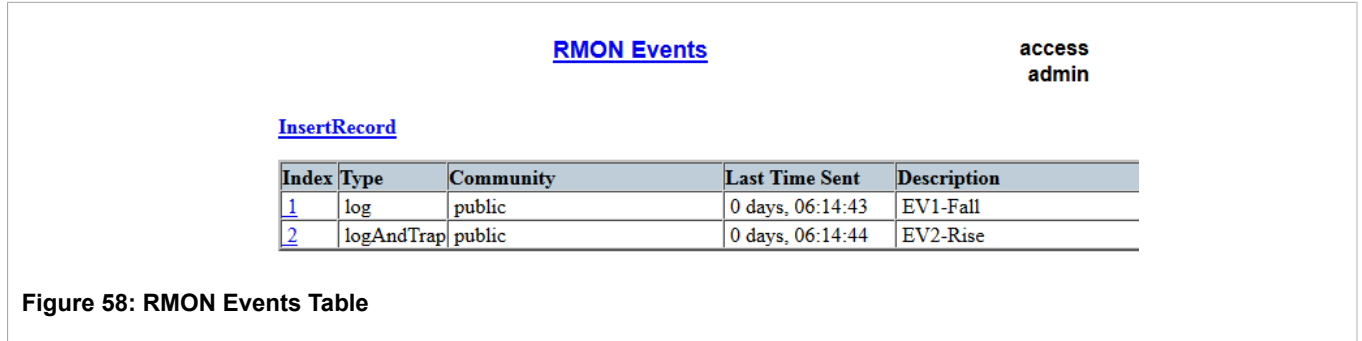 RMON Events
access
admin
InsertRecord
Index Type Community Last Time Sent Description
1 log public 0 days, 06:14:43 EV1-Fall
2 logAndTrap public 0 days, 06:14:44 EV2-Rise
Figure 58: RMON Events Table